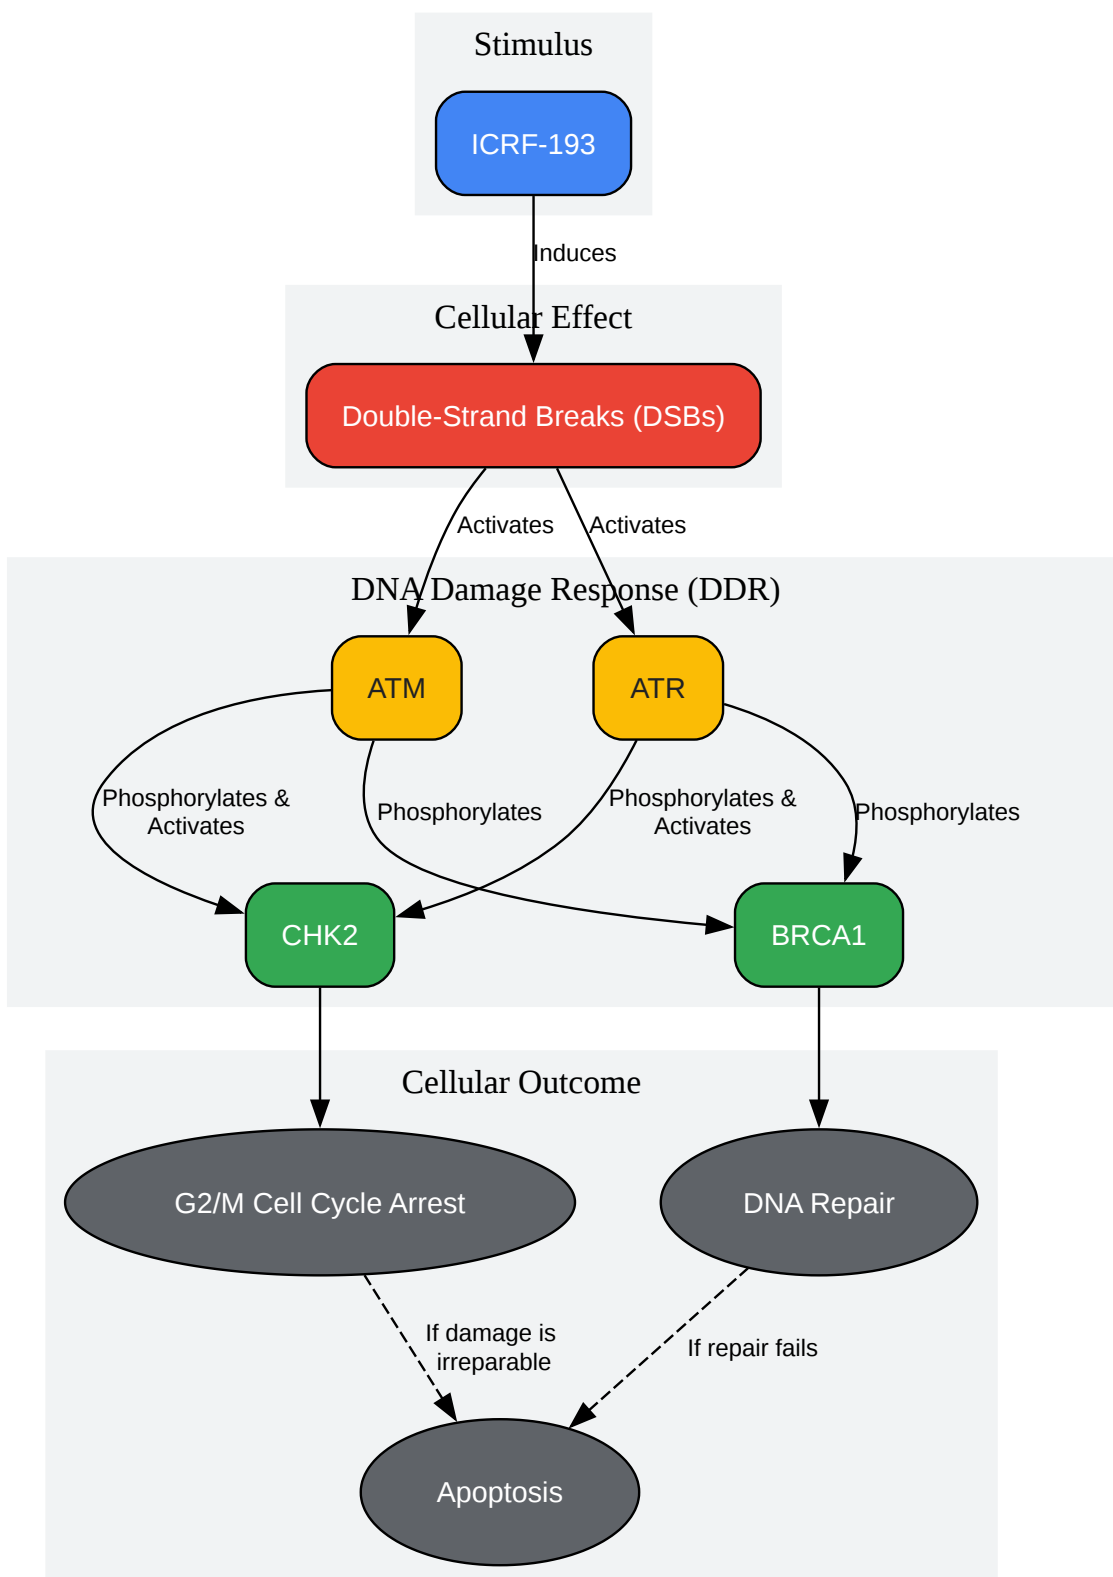 Stimulus
ICRF-193
Induces
Cellular Effect
Double-Strand Breaks (DSBs)
Activates
Activates
DNA Damage Response (DDR)
ATM
ATR
Phosphorylates &
Activates
Phosphorylates
Phosphorylates &
Activates
Phosphorylates
CHK2
BRCA1
Cellular Outcome
G2/M Cell Cycle Arrest
DNA Repair
If damage is
irreparable
If repair fails
Apoptosis